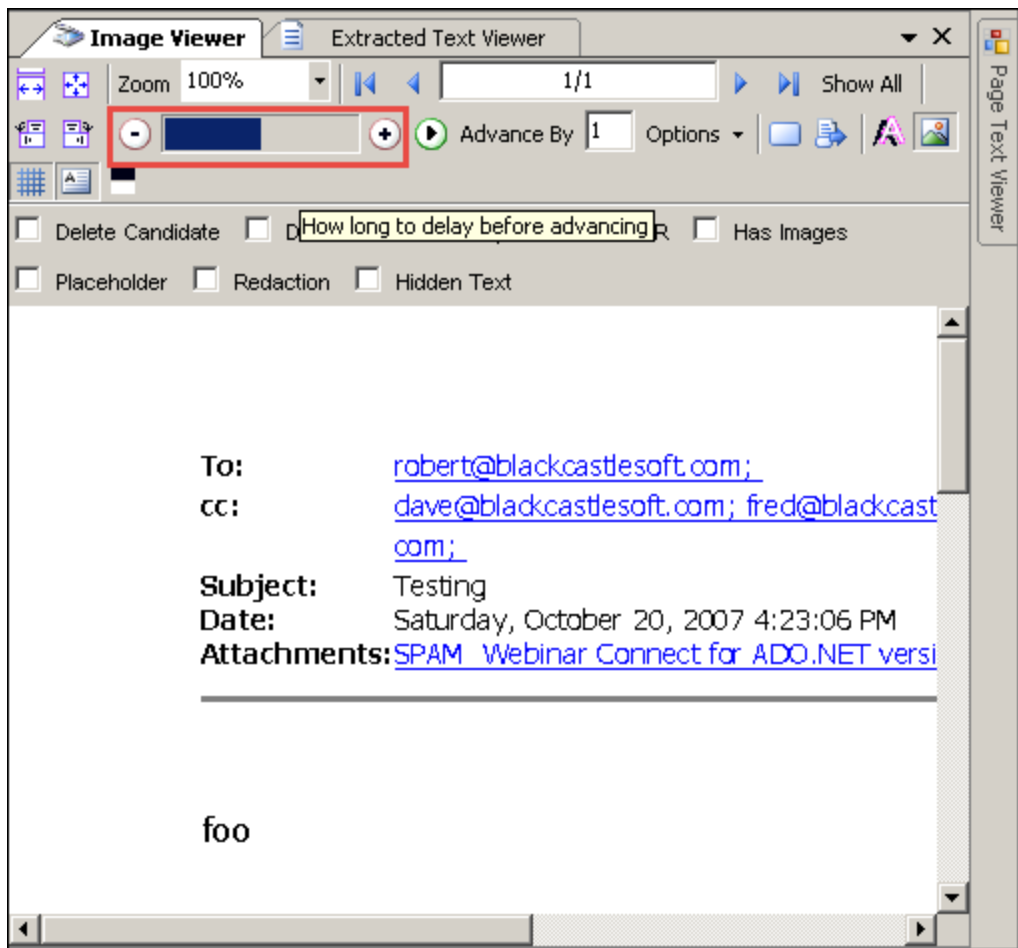 Image Viewer Extracted Text Viewer
Zoom 100% 1/1 Show All
Advance By 1 Options
How long to delay before advancing
Delete Candidate D R Has Images
Placeholder Redaction Hidden Text
To: robert@blackcastlesoft.com;
cc: dave@blackcastlesoft.com; fred@blackcast
com;
Subject: Testing
Date: Saturday, October 20, 2007 4:23:06 PM
Attachments: SPAM Webinar Connect for ADO.NET versi
foo
Page Text Viewer